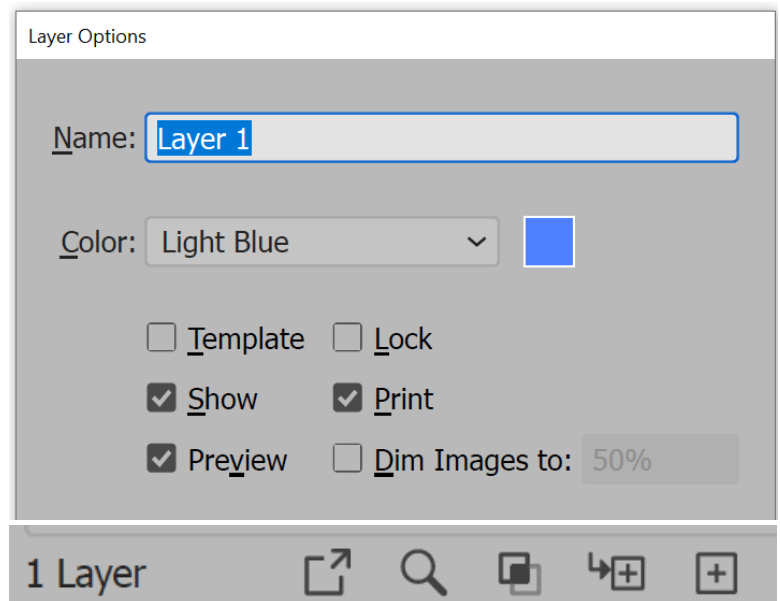 Layer Options
Name: Layer 1
Color: Light Blue
Template Lock
Show Print
Preview Dim Images to: 50%
1 Layer